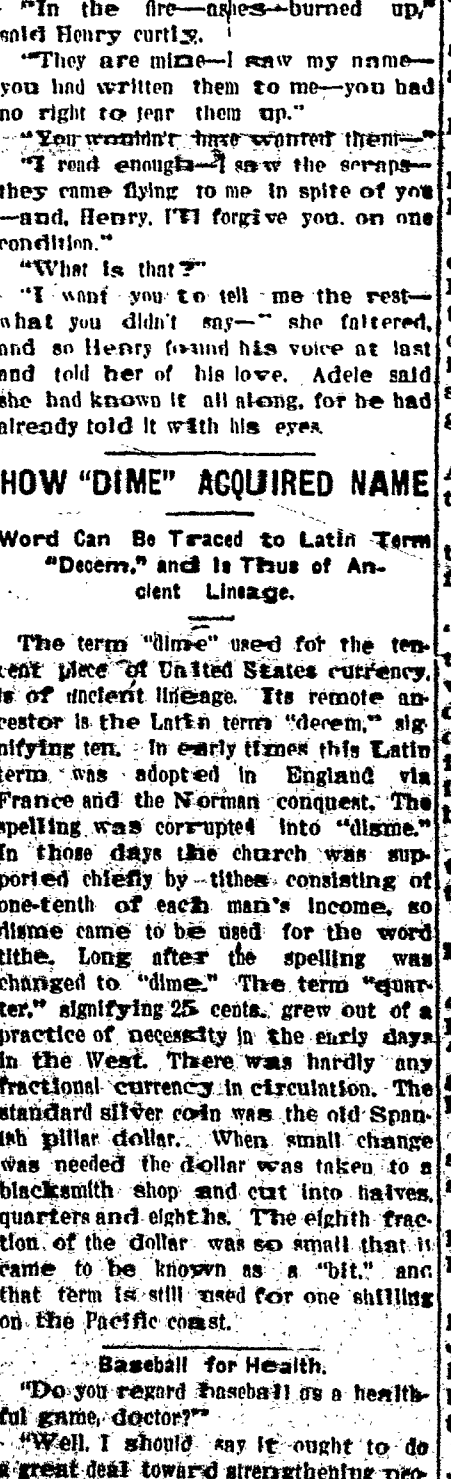 "In the fire—ashes—burned up,"
said Henry curtly.
"They are mine—I saw my name—
you had written them to me—you had
no right to tear them up."
"You wouldn't have wanted them—"
"I read enough—I saw the scraps—
they came flying to me in spite of you
—and, Henry, I'll forgive you, on one
condition."
"What is that?"
"I want you to tell me the rest—
what you didn't say—" she faltered,
and so Henry found his voice at last
and told her of his love. Adele said
she had known it all along, for he had
already told it with his eyes.
HOW "DIME" ACQUIRED NAME
Word Can Be Traced to Latin Term
"Decem," and Is Thus of An-
cient Lineage.
The term "dime" used for the ten-
cent piece of United States currency,
is of ancient lineage. Its remote an-
cestor is the Latin term "decem," sig-
nifying ten. In early times this Latin
term was adopted in England via
France and the Norman conquest. The
spelling was corrupted into "disme."
In those days the church was sup-
ported chiefly by tithes consisting of
one-tenth of each man's income, so
disme came to be used for the word
tithe. Long after the spelling was
changed to "dime." The term "quar-
ter," signifying 25 cents, grew out of a
practice of necessity in the early days
in the West. There was hardly any
fractional currency in circulation. The
standard silver coin was the old Span-
ish pillar dollar. When small change
was needed the dollar was taken to a
blacksmith shop and cut into halves,
quarters and eighths. The eighth frac-
tion of the dollar was so small that it
came to be known as a "bit," and
that term is still used for one shilling
on the Pacific coast.
Baseball for Health.
"Do you regard baseball as a health-
ful game, doctor?"
"Well, I should say it ought to do
a great deal toward strengthening peo-